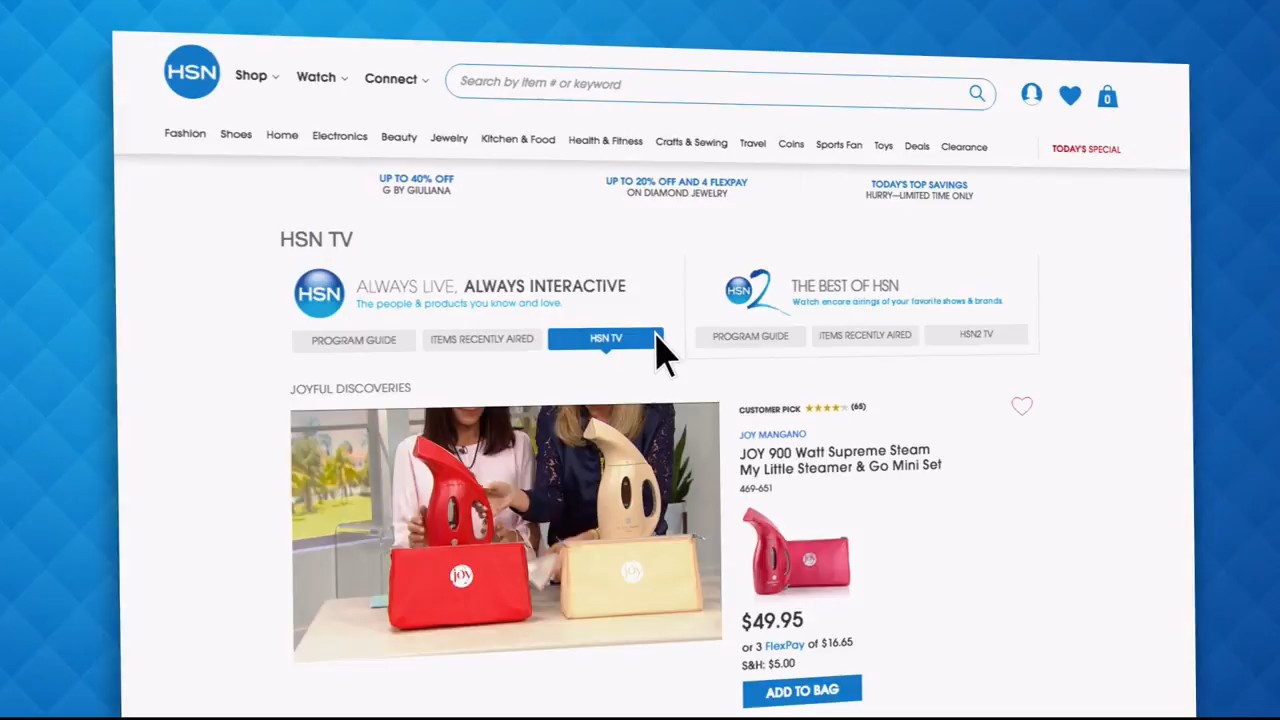 HSN
Shop
Watch
Connect
Search by item # or keyword
0
Fashion
Shoes
Home
Electronics
Beauty
Jewelry
Kitchen & Food
Health & Fitness
Crafts & Sewing
Travel
Coins
Sports Fan
Toys
Deals
Clearance
TODAY'S SPECIAL
UP TO 40% OFF
G BY GIULIANA
UP TO 20% OFF AND 4 FLEXPAY
ON DIAMOND JEWELRY
TODAY'S TOP SAVINGS
HURRY—LIMITED TIME ONLY
HSN TV
HSN
ALWAYS LIVE, ALWAYS INTERACTIVE
The people & products you know and love.
PROGRAM GUIDE
ITEMS RECENTLY AIRED
HSN TV
HSN2
THE BEST OF HSN
Watch encore airings of your favorite shows & brands.
PROGRAM GUIDE
ITEMS RECENTLY AIRED
HSN2 TV
JOYFUL DISCOVERIES
joy
CUSTOMER PICK
(65)
JOY MANGANO
JOY 900 Watt Supreme Steam
My Little Steamer & Go Mini Set
469-651
$49.95
or 3 FlexPay of $16.65
S&H: $5.00
ADD TO BAG